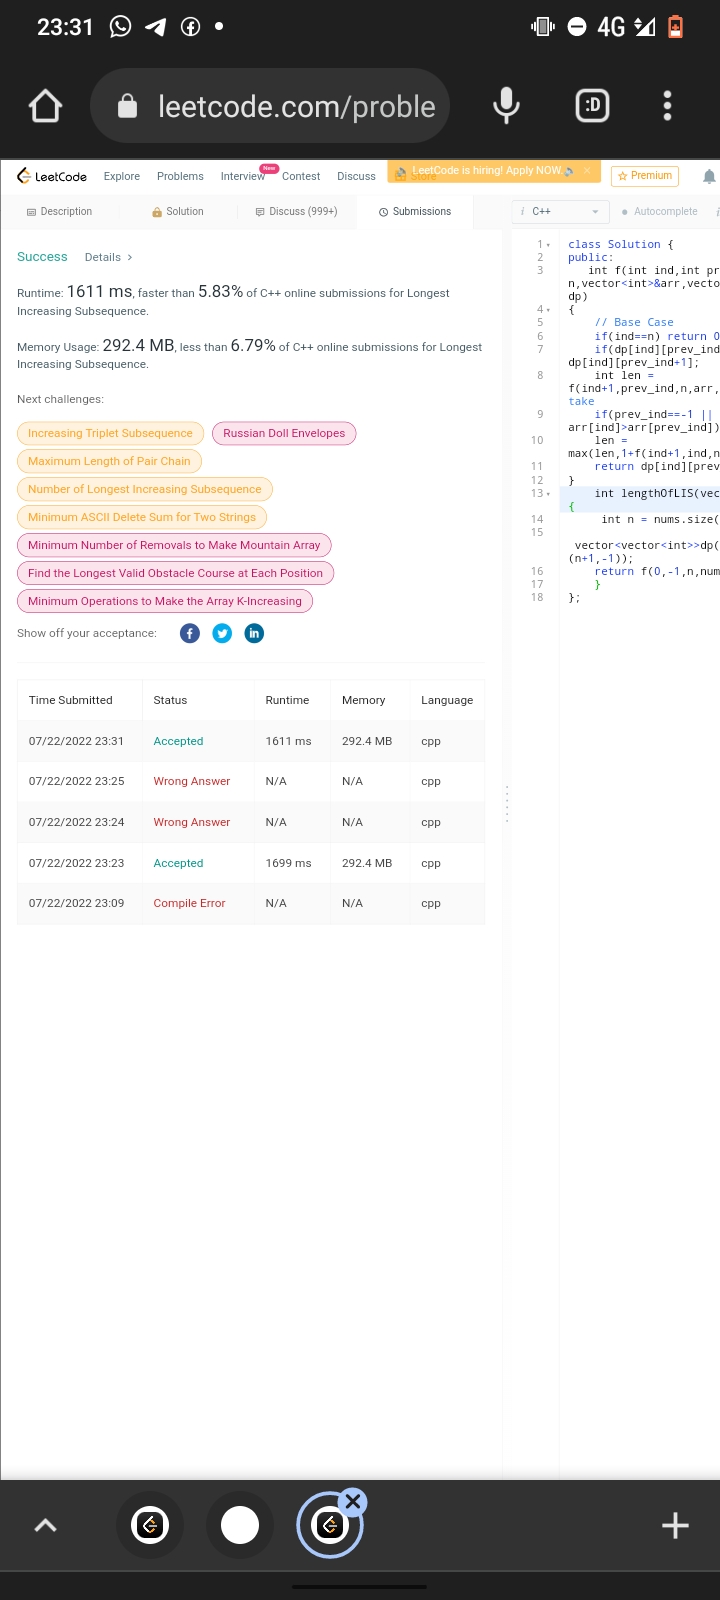 23:31
4G
leetcode.com/proble
:D
LeetCode
Explore
Problems
Interview
New
Contest
Discuss
Store
LeetCode is hiring! Apply NOW.
Premium
Description
Solution
Discuss (999+)
Submissions
i C++
Autocomplete
i
Success
Details
Runtime: 1611 ms, faster than 5.83% of C++ online submissions for Longest
Increasing Subsequence.
Memory Usage: 292.4 MB, less than 6.79% of C++ online submissions for Longest
Increasing Subsequence.
Next challenges:
Increasing Triplet Subsequence
Russian Doll Envelopes
Maximum Length of Pair Chain
Number of Longest Increasing Subsequence
Minimum ASCII Delete Sum for Two Strings
Minimum Number of Removals to Make Mountain Array
Find the Longest Valid Obstacle Course at Each Position
Minimum Operations to Make the Array K-Increasing
Show off your acceptance:
Time Submitted Status Runtime Memory Language
07/22/2022 23:31 Accepted 1611 ms 292.4 MB cpp
07/22/2022 23:25 Wrong Answer N/A N/A cpp
07/22/2022 23:24 Wrong Answer N/A N/A cpp
07/22/2022 23:23 Accepted 1699 ms 292.4 MB cpp
07/22/2022 23:09 Compile Error N/A N/A cpp
1 class Solution {
2 public:
3 int f(int ind,int pr
n,vector<int>&arr,vecto
dp)
4 {
5 // Base Case
6 if(ind==n) return 0
7 if(dp[ind][prev_ind
dp[ind][prev_ind+1];
8 int len =
f(ind+1,prev_ind,n,arr,
take
9 if(prev_ind==-1 ||
arr[ind]>arr[prev_ind])
10 len =
max(len,1+f(ind+1,ind,n
11 return dp[ind][prev
12 }
13 int lengthOfLIS(vec
{
14 int n = nums.size(
15
vector<vector<int>>dp(
(n+1,-1));
16 return f(0,-1,n,num
17 }
18 };